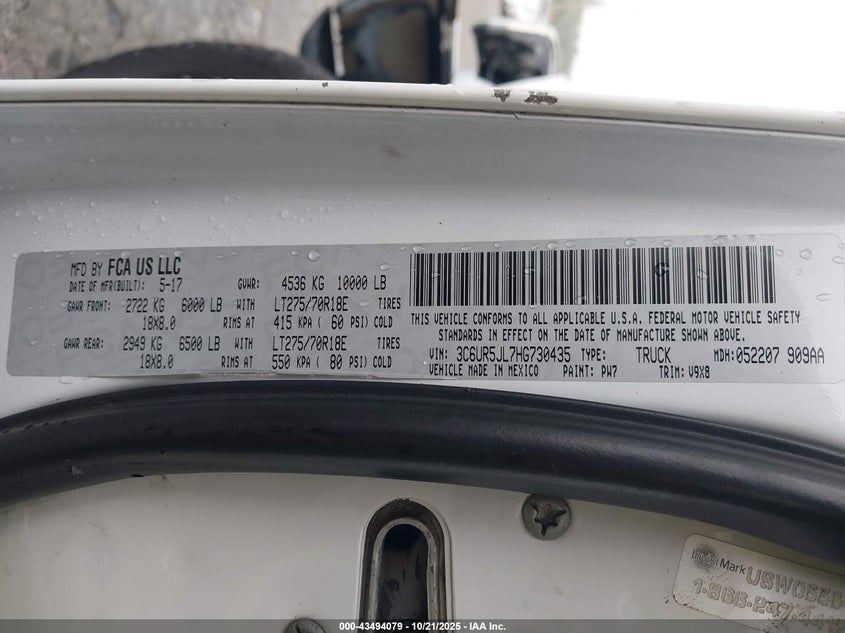 MFD BY FCA US LLC
DATE OF MFR(BUILT): 5-17 GVWR: 4536 KG 10000 LB
GAWR FRONT: 2722 KG 6000 LB WITH LT275/70R18E TIRES
18X8.0 RIMS AT 415 KPA ( 60 PSI) COLD
GAWR REAR: 2949 KG 6500 LB WITH LT275/70R18E TIRES
18X8.0 RIMS AT 550 KPA ( 80 PSI) COLD
THIS VEHICLE CONFORMS TO ALL APPLICABLE U.S.A. FEDERAL MOTOR VEHICLE SAFETY
STANDARDS IN EFFECT ON THE DATE OF MANUFACTURE SHOWN ABOVE.
VIN: 3C6UR5JL7HG730435 TYPE: TRUCK MDH: 052207 909AA
VEHICLE MADE IN MEXICO PAINT: PW7 TRIM: V9X8
Mark
000-43494079 - 10/21/2025 - IAA Inc.